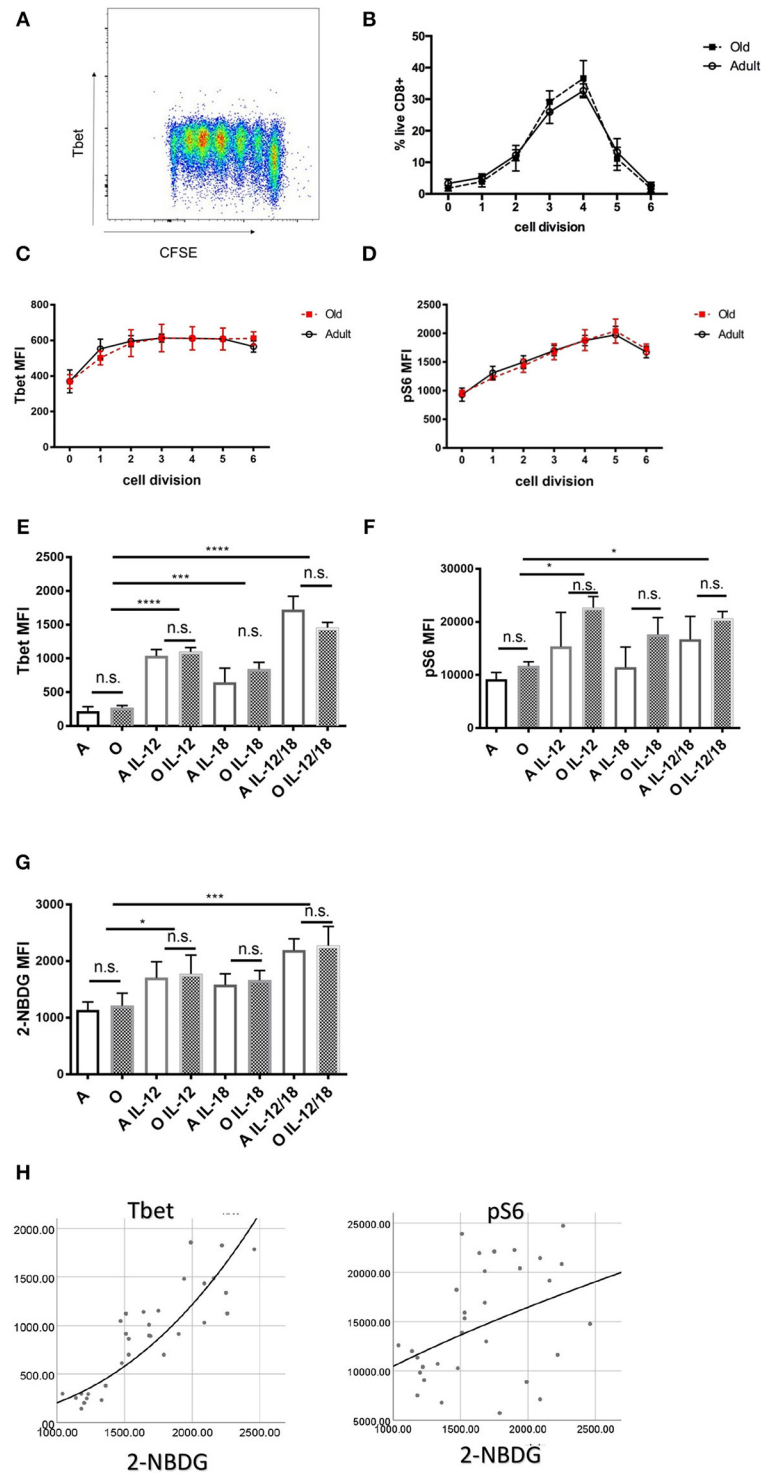 A
Tbet
CFSE
B
50
40
30
20
10
0
% live CD8+
0 1 2 3 4 5 6
cell division
Old
Adult
C
800
600
400
200
0
Tbet MFI
0 1 2 3 4 5 6
cell division
Old
Adult
D
2500
2000
1500
1000
500
0
pS6 MFI
0 1 2 3 4 5 6
cell division
Old
Adult
E
2500
2000
1500
1000
500
0
Tbet MFI
****
***
****
n.s.
n.s.
n.s.
n.s.
A
O
A IL-12
O IL-12
A IL-18
O IL-18
A IL-12/18
O IL-12/18
F
30000
20000
10000
0
pS6 MFI
*
*
n.s.
n.s.
n.s.
n.s.
A
O
A IL-12
O IL-12
A IL-18
O IL-18
A IL-12/18
O IL-12/18
G
3000
2000
1000
0
2-NBDG MFI
***
*
n.s.
n.s.
n.s.
n.s.
A
O
A IL-12
O IL-12
A IL-18
O IL-18
A IL-12/18
O IL-12/18
H
Tbet
2000.00
1500.00
1000.00
500.00
.00
1000.00 1500.00 2000.00 2500.00
2-NBDG
pS6
25000.00
20000.00
15000.00
10000.00
5000.00
1000.00 1500.00 2000.00 2500.00
2-NBDG